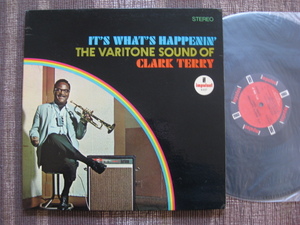 STEREO
IT'S WHAT'S HAPPENIN'
THE VARITONE SOUND OF
CLARK TERRY
impulse!